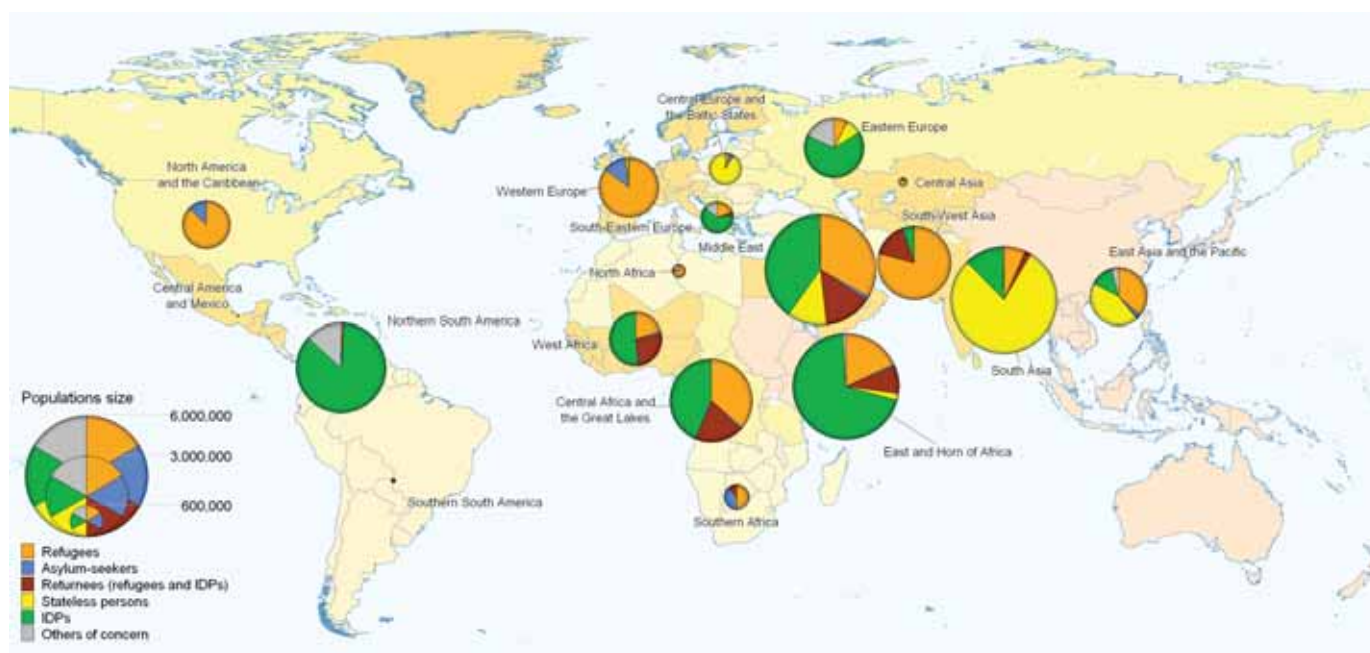 Central Europe and
the Baltic States
Eastern Europe
North America
and the Caribbean
Western Europe
Central Asia
South-Eastern Europe
South-West Asia
Middle East
East Asia and the Pacific
North Africa
Central America
and Mexico
Northern South America
West Africa
South Asia
Central Africa and
the Great Lakes
East and Horn of Africa
Southern South America
Southern Africa
Populations size
6,000,000
3,000,000
600,000
Refugees
Asylum-seekers
Returnees (refugees and IDPs)
Stateless persons
IDPs
Others of concern